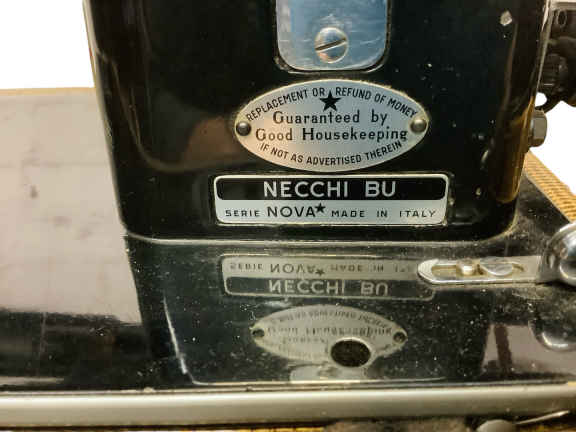 REPLACEMENT OR REFUND OF MONEY
Guaranteed by
Good Housekeeping
IF NOT AS ADVERTISED THEREIN
NECCHI BU
SERIE NOVA★ MADE IN ITALY